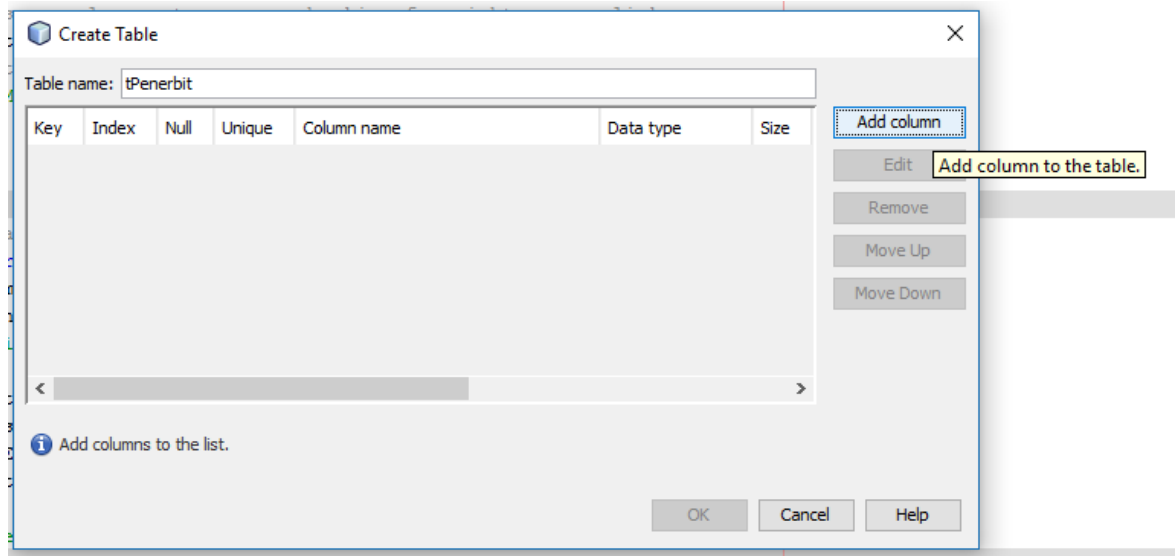 Create Table
Table name: tPenerbit
Key Index Null Unique Column name Data type Size
Add column
Edit
Add column to the table.
Remove
Move Up
Move Down
Add columns to the list.
OK Cancel Help